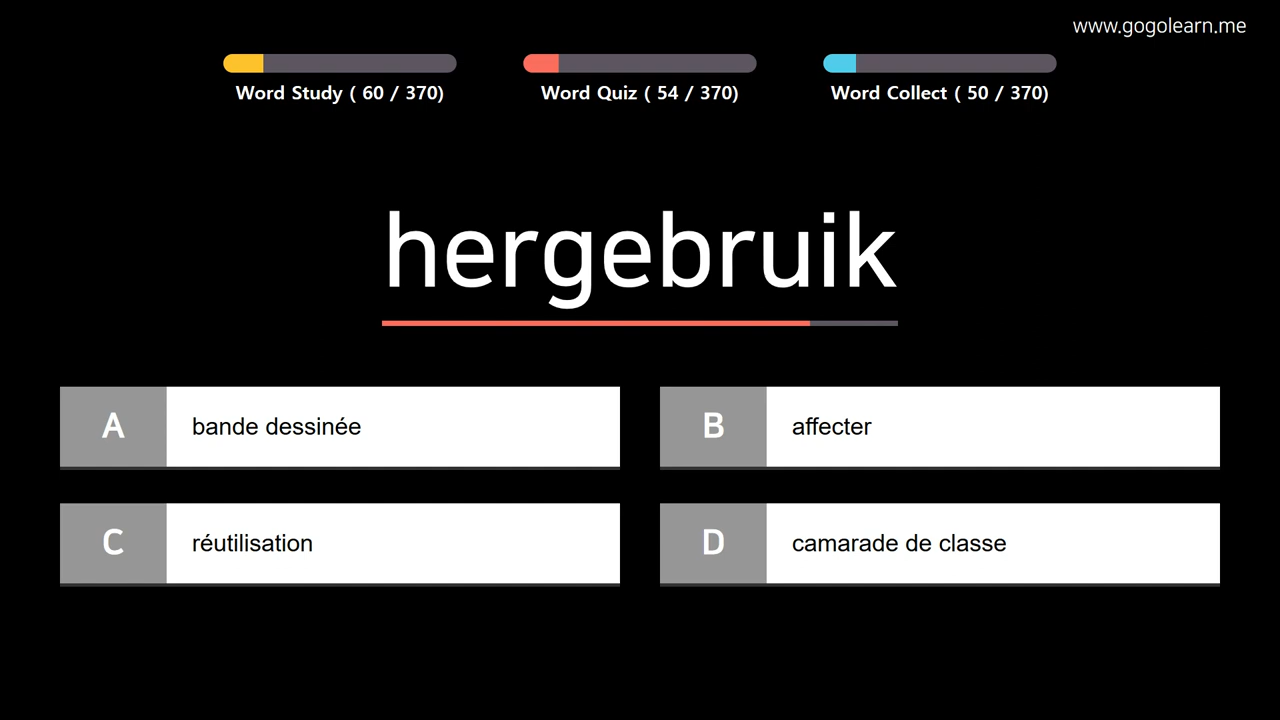 www.gogolearn.me
Word Study ( 60 / 370)
Word Quiz ( 54 / 370)
Word Collect ( 50 / 370)
hergebruik
A bande dessinée
B affecter
C réutilisation
D camarade de classe